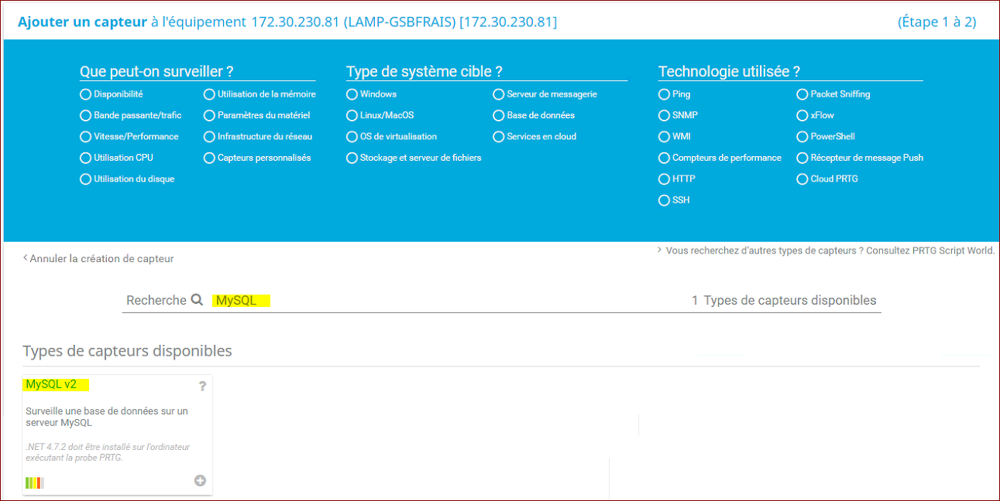 Ajouter un capteur à l'équipement 172.30.230.81 (LAMP-GSBFRAIS) [172.30.230.81]
(Étape 1 à 2)
Que peut-on surveiller ?
Disponibilité
Utilisation de la mémoire
Bande passante/trafic
Paramètres du matériel
Vitesse/Performance
Infrastructure du réseau
Utilisation CPU
Capteurs personnalisés
Utilisation du disque
Type de système cible ?
Windows
Serveur de messagerie
Linux/MacOS
Base de données
OS de virtualisation
Services en cloud
Stockage et serveur de fichiers
Technologie utilisée ?
Ping
Packet Sniffing
SNMP
xFlow
WMI
PowerShell
Compteurs de performance
Récepteur de message Push
HTTP
Cloud PRTG
SSH
Annuler la création de capteur
Vous recherchez d'autres types de capteurs ? Consultez PRTG Script World.
Recherche MySQL
1 Types de capteurs disponibles
Types de capteurs disponibles
MySQL v2 ?
Surveille une base de données sur un
serveur MySQL
.NET 4.7.2 doit être installé sur l'ordinateur
exécutant la probe PRTG.